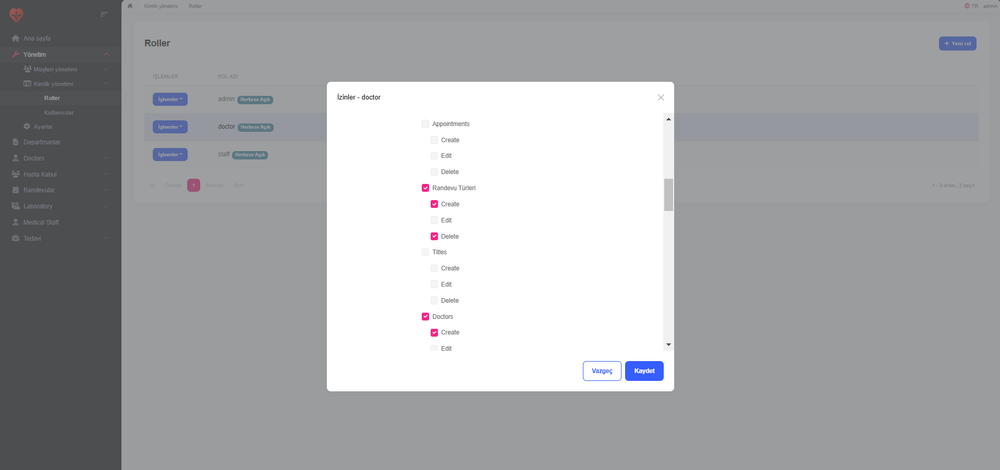 Kimlik yönetimi
Roller
TR
admin
Ana sayfa
Yönetim
Müşteri yönetimi
Kimlik yönetimi
Roller
Kullanıcılar
Ayarlar
Departmanlar
Doctors
Hasta Kabul
Randevular
Laboratory
Medical Staff
Tedavi
Roller
+ Yeni rol
İŞLEMLER
ROL ADI
İşlemler
admin Herkese Açık
İşlemler
doctor Herkese Açık
İşlemler
staff Herkese Açık
İlk
Önceki
1
Sonraki
Son
1 - 3 arası, 3 kayıt
İzinler - doctor
Appointments
Create
Edit
Delete
Randevu Türleri
Create
Edit
Delete
Titles
Create
Edit
Delete
Doctors
Create
Edit
Vazgeç
Kaydet